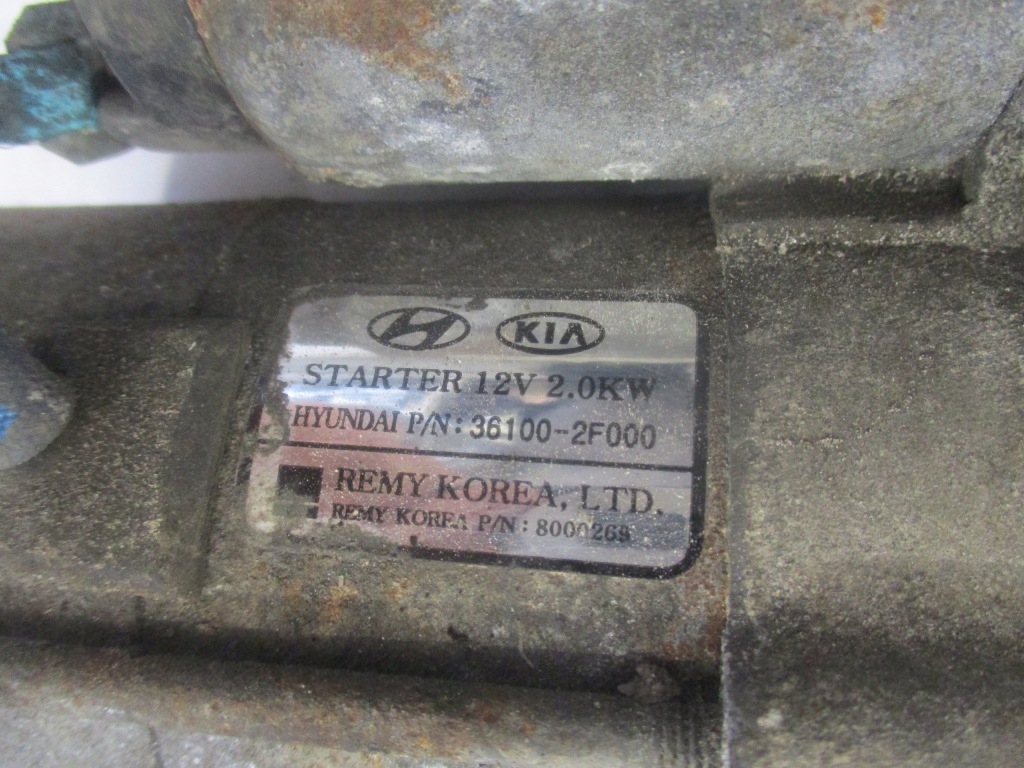 KIA
STARTER 12V 2.0KW
HYUNDAI P/N: 36100-2F000
REMY KOREA, LTD.
REMY KOREA P/N: 8000268